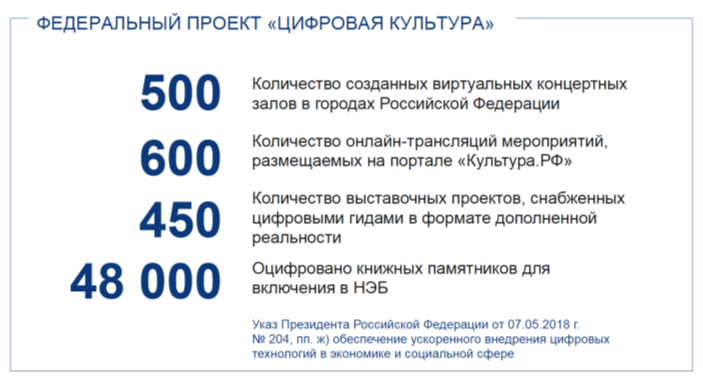 ФЕДЕРАЛЬНЫЙ ПРОЕКТ «ЦИФРОВАЯ КУЛЬТУРА»
500
Количество созданных виртуальных концертных
залов в городах Российской Федерации
600
Количество онлайн-трансляций мероприятий,
размещаемых на портале «Культура.РФ»
450
Количество выставочных проектов, снабженных
цифровыми гидами в формате дополненной
реальности
48 000
Оцифровано книжных памятников для
включения в НЭБ
Указ Президента Российской Федерации от 07.05.2018 г.
№ 204, пп. ж) обеспечение ускоренного внедрения цифровых
технологий в экономике и социальной сфере